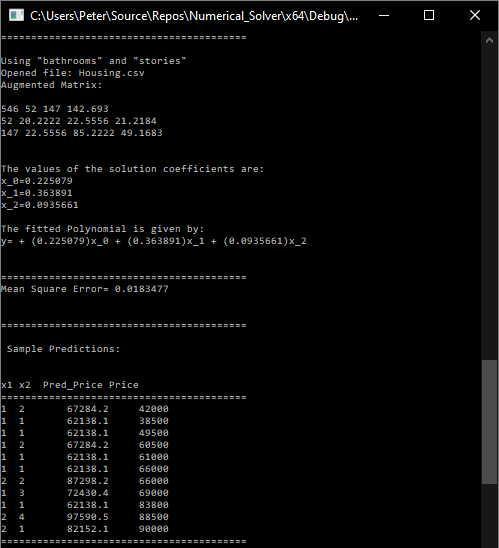 C:\Users\Peter\Source\Repos\Numerical_Solver\x64\Debug\...
=========================================
Using "bathrooms" and "stories"
Opened file: Housing.csv
Augmented Matrix:
546 52 147 142.693
52 20.2222 22.5556 21.2184
147 22.5556 85.2222 49.1683
The values of the solution coefficients are:
x_0=0.225079
x_1=0.363891
x_2=0.0935661
The fitted Polynomial is given by:
y= + (0.225079)x_0 + (0.363891)x_1 + (0.0935661)x_2
=========================================
Mean Square Error= 0.0183477
=========================================
Sample Predictions:
x1 x2 Pred_Price Price
=========================================
1 2 67284.2 42000
1 1 62138.1 38500
1 1 62138.1 49500
1 2 67284.2 60500
1 1 62138.1 61000
1 1 62138.1 66000
2 2 87298.2 66000
1 3 72430.4 69000
1 1 62138.1 83800
2 4 97590.5 88500
2 1 82152.1 90000
=========================================